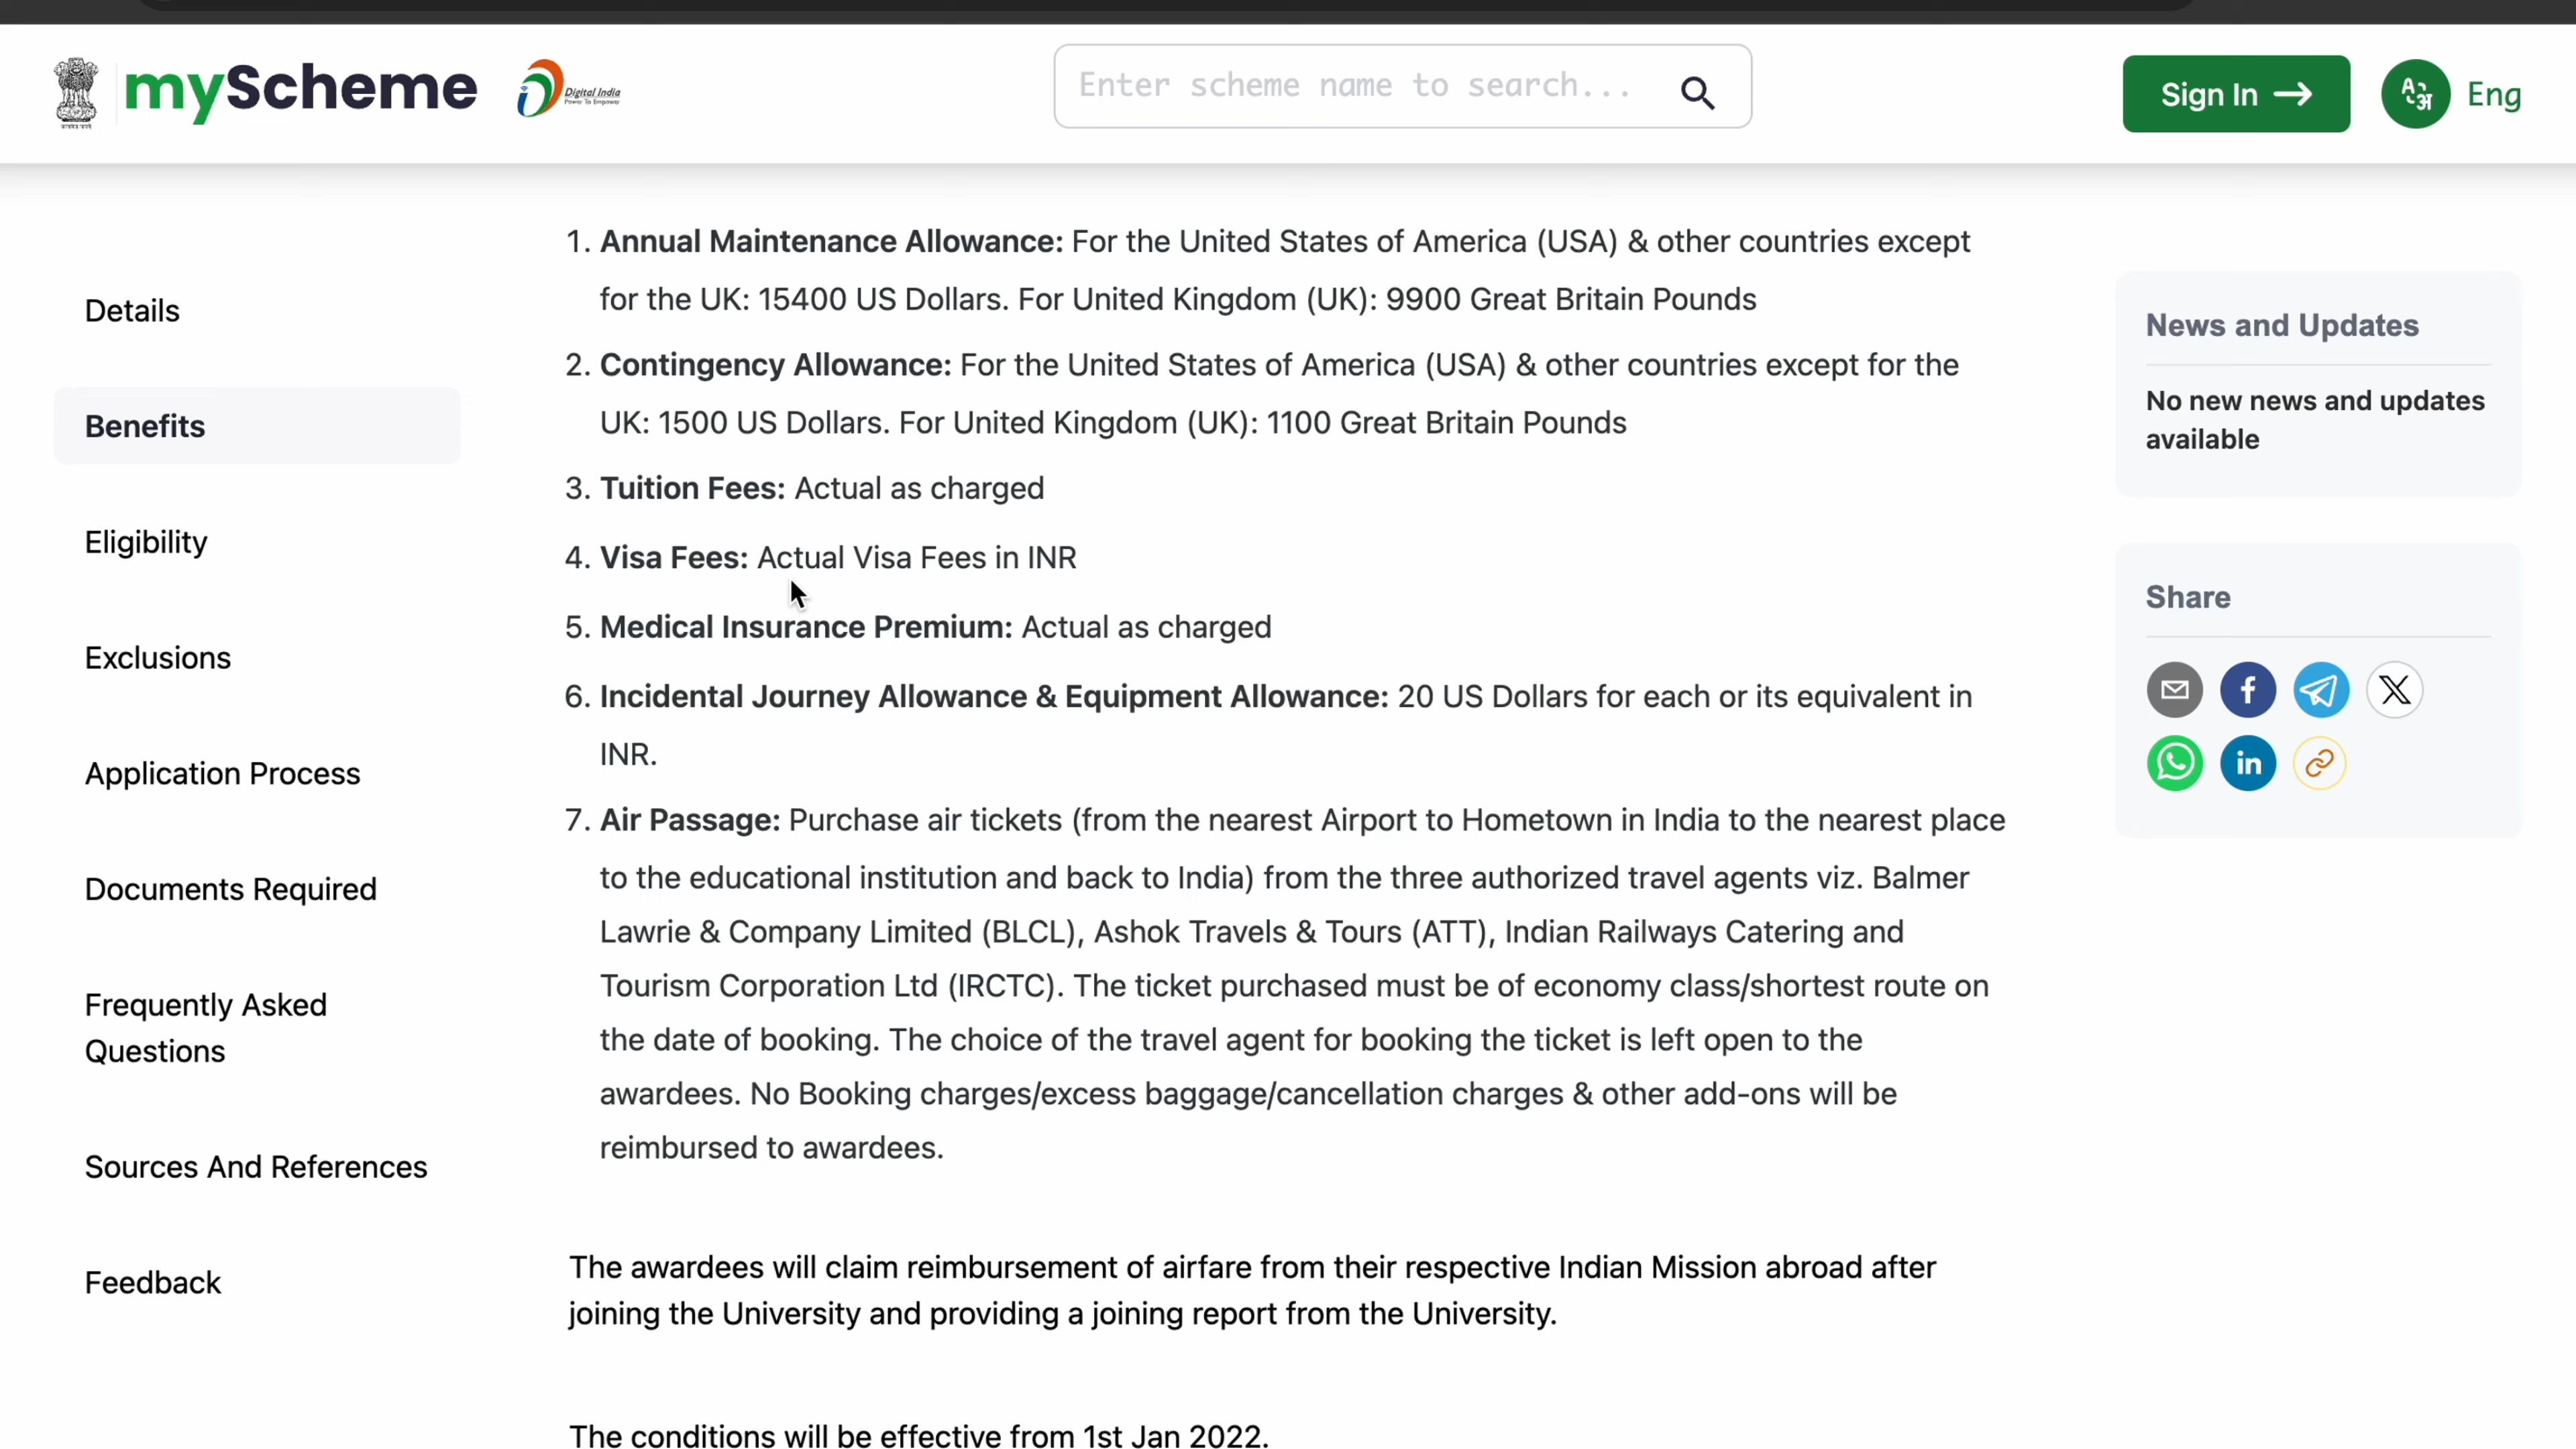 myScheme
Digital India
Power To Empower
Enter scheme name to search...
Sign In
Eng
Details
Benefits
Eligibility
Exclusions
Application Process
Documents Required
Frequently Asked
Questions
Sources And References
Feedback
1. Annual Maintenance Allowance: For the United States of America (USA) & other countries except
for the UK: 15400 US Dollars. For United Kingdom (UK): 9900 Great Britain Pounds
2. Contingency Allowance: For the United States of America (USA) & other countries except for the
UK: 1500 US Dollars. For United Kingdom (UK): 1100 Great Britain Pounds
3. Tuition Fees: Actual as charged
4. Visa Fees: Actual Visa Fees in INR
5. Medical Insurance Premium: Actual as charged
6. Incidental Journey Allowance & Equipment Allowance: 20 US Dollars for each or its equivalent in
INR.
7. Air Passage: Purchase air tickets (from the nearest Airport to Hometown in India to the nearest place
to the educational institution and back to India) from the three authorized travel agents viz. Balmer
Lawrie & Company Limited (BLCL), Ashok Travels & Tours (ATT), Indian Railways Catering and
Tourism Corporation Ltd (IRCTC). The ticket purchased must be of economy class/shortest route on
the date of booking. The choice of the travel agent for booking the ticket is left open to the
awardees. No Booking charges/excess baggage/cancellation charges & other add-ons will be
reimbursed to awardees.
The awardees will claim reimbursement of airfare from their respective Indian Mission abroad after
joining the University and providing a joining report from the University.
The conditions will be effective from 1st Jan 2022.
News and Updates
No new news and updates
available
Share